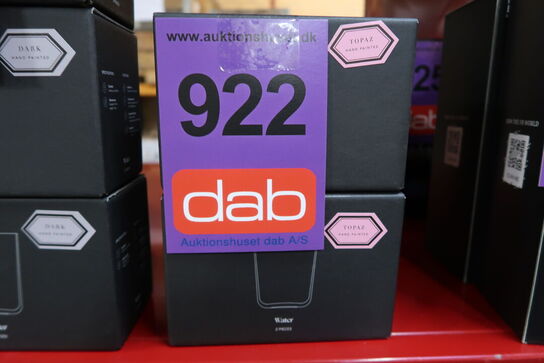 DARK
HAND PAINTED
DARK
HAND PAINTED
www.auktionshuset.dk
922
dab
Auktionshuset dab A/S
TOPAZ
HAND PAINTED
TOPAZ
HAND PAINTED
Water
2 PIECES
25